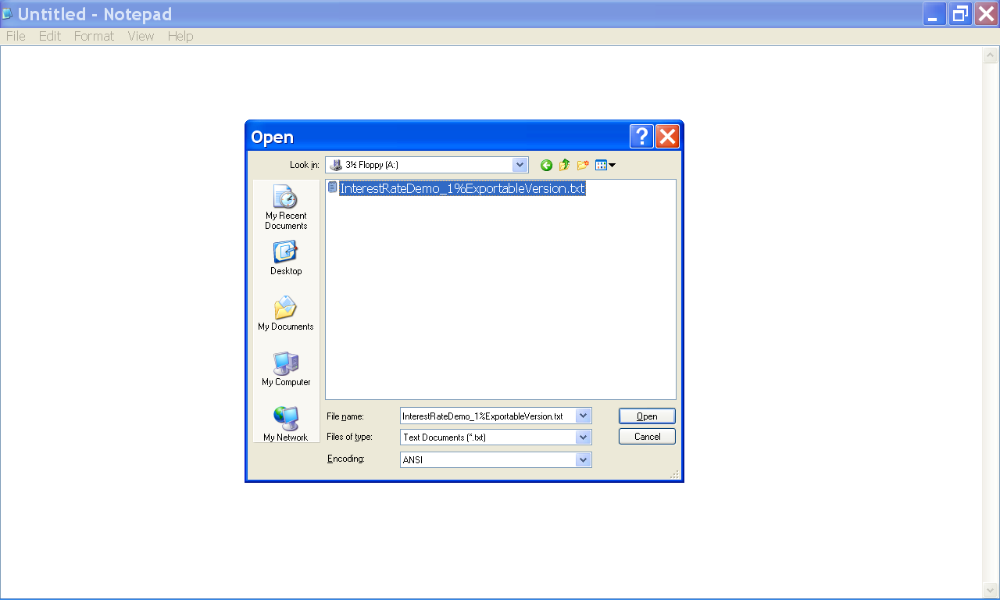 Untitled - Notepad
File Edit Format View Help
Open
Look in: 3½ Floppy (A:)
InterestRateDemo_1%ExportableVersion.txt
My Recent
Documents
Desktop
My Documents
My Computer
My Network
File name: InterestRateDemo_1%ExportableVersion.txt Open
Files of type: Text Documents (*.txt) Cancel
Encoding: ANSI